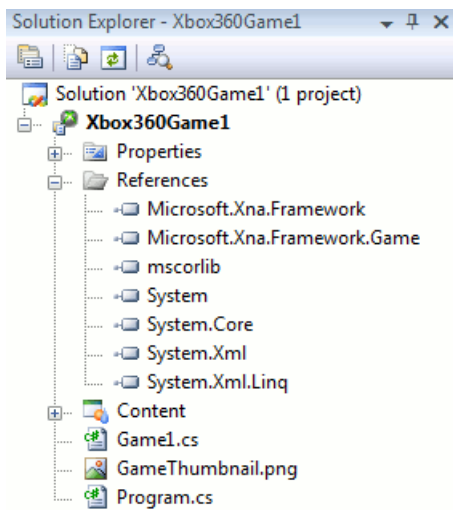 Solution Explorer - Xbox360Game1
Solution 'Xbox360Game1' (1 project)
Xbox360Game1
Properties
References
Microsoft.Xna.Framework
Microsoft.Xna.Framework.Game
mscorlib
System
System.Core
System.Xml
System.Xml.Linq
Content
Game1.cs
GameThumbnail.png
Program.cs